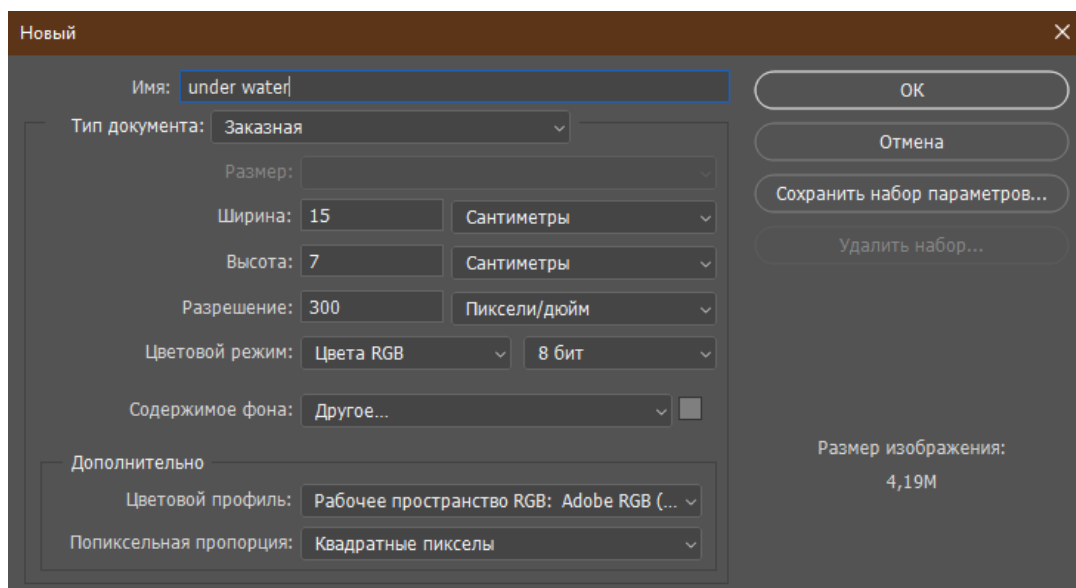 Новый
Имя: under water
OK
Тип документа: Заказная
Отмена
Размер:
Сохранить набор параметров...
Ширина: 15 Сантиметры
Удалить набор...
Высота: 7 Сантиметры
Разрешение: 300 Пиксели/дюйм
Цветовой режим: Цвета RGB 8 бит
Содержимое фона: Другое...
Размер изображения:
4,19M
Дополнительно
Цветовой профиль: Рабочее пространство RGB: Adobe RGB (...
Попиксельная пропорция: Квадратные пикселы